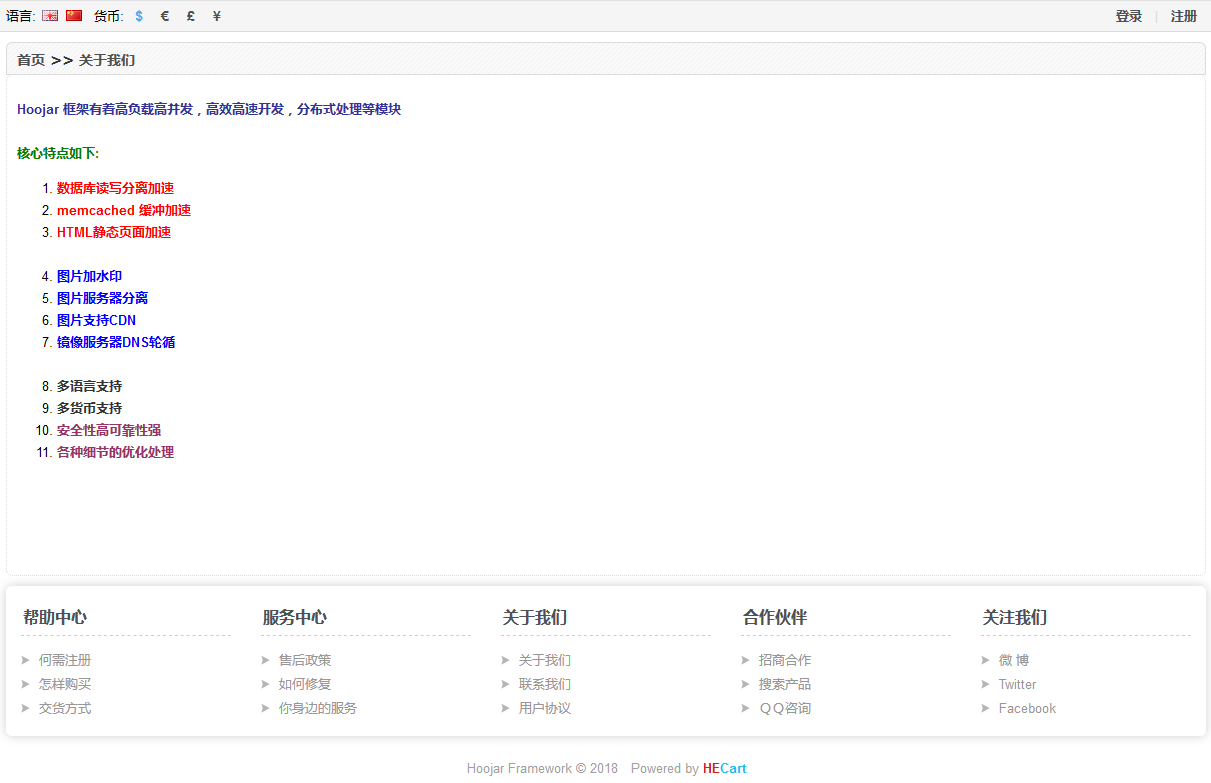 语言: 货币: $ € £ ¥ 登录 | 注册
首页 >> 关于我们
Hoojar 框架有着高负载高并发，高效高速开发，分布式处理等模块
核心特点如下:
1. 数据库读写分离加速
2. memcached 缓冲加速
3. HTML静态页面加速
4. 图片加水印
5. 图片服务器分离
6. 图片支持CDN
7. 镜像服务器DNS轮循
8. 多语言支持
9. 多货币支持
10. 安全性高可靠性强
11. 各种细节的优化处理
帮助中心 服务中心 关于我们 合作伙伴 关注我们
何需注册 售后政策 关于我们 招商合作 微 博
怎样购买 如何修复 联系我们 搜索产品 Twitter
交货方式 你身边的服务 用户协议 ＱＱ咨询 Facebook
Hoojar Framework © 2018 Powered by HECart